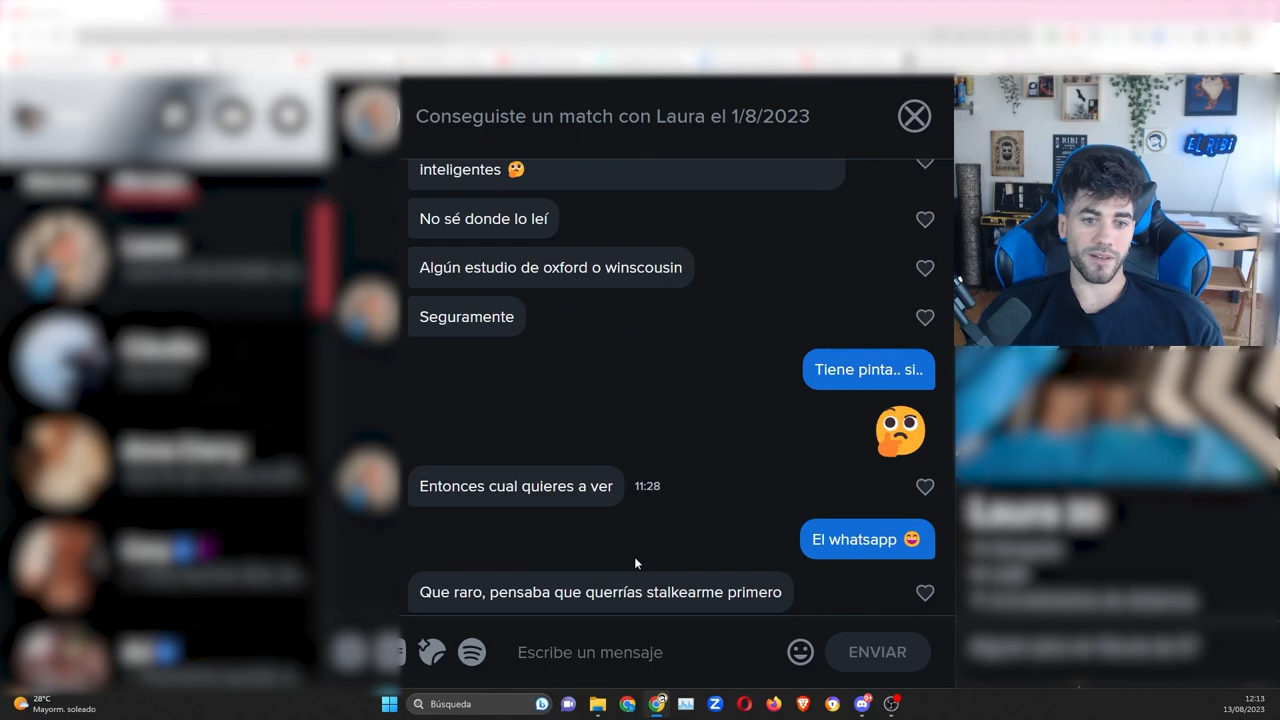 Conseguiste un match con Laura el 1/8/2023
inteligentes 🤔
No sé donde lo leí
Algún estudio de oxford o winscousin
Seguramente
Tiene pinta.. si..
🤔
Entonces cual quieres a ver 11:28
El whatsapp 😄
Que raro, pensaba que querrías stalkearme primero
Escribe un mensaje
ENVIAR
EL RIBI
28°C
Mayorm. soleado
Búsqueda
12:13
13/08/2023